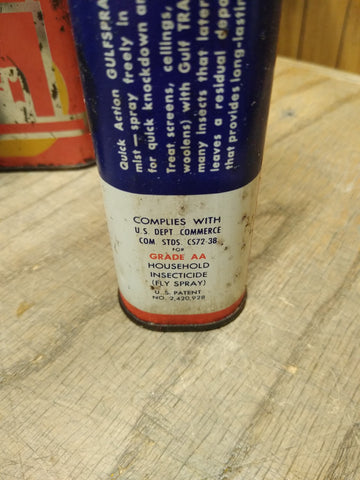 Quick Action GULFSPRA
mist — spray freely in
for quick knockdown an
Treat screens, ceilings,
woolens) with Gulf TRA
many insects that later
leaves a residual depo
that provides long-lastin
COMPLIES WITH
U.S. DEPT COMMERCE
COM STDS. CS72-38
FOR
GRADE AA
HOUSEHOLD
INSECTICIDE
(FLY SPRAY)
U.S. PATENT
NO. 2,420,928